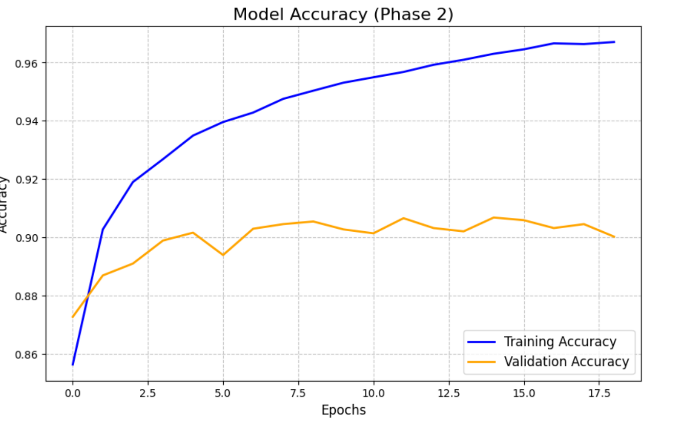 Model Accuracy (Phase 2)
Accuracy
0.96
0.94
0.92
0.90
0.88
0.86
0.0 2.5 5.0 7.5 10.0 12.5 15.0 17.5
Epochs
Training Accuracy
Validation Accuracy